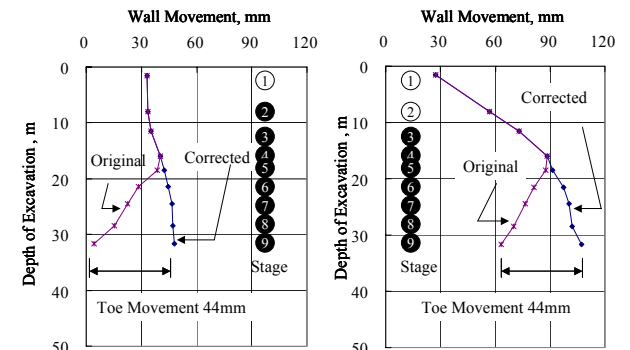 Wall Movement, mm
0 30 60 90 120
0
10
20
30
40
50
Depth of Excavation , m
Original
Corrected
1
2
3
4
5
6
7
8
9
Stage
Toe Movement 44mm
Wall Movement, mm
0 30 60 90 120
0
10
20
30
40
50
Depth of Excavation , m
Corrected
Original
1
2
3
4
5
6
7
8
9
Stage
Toe Movement 44mm